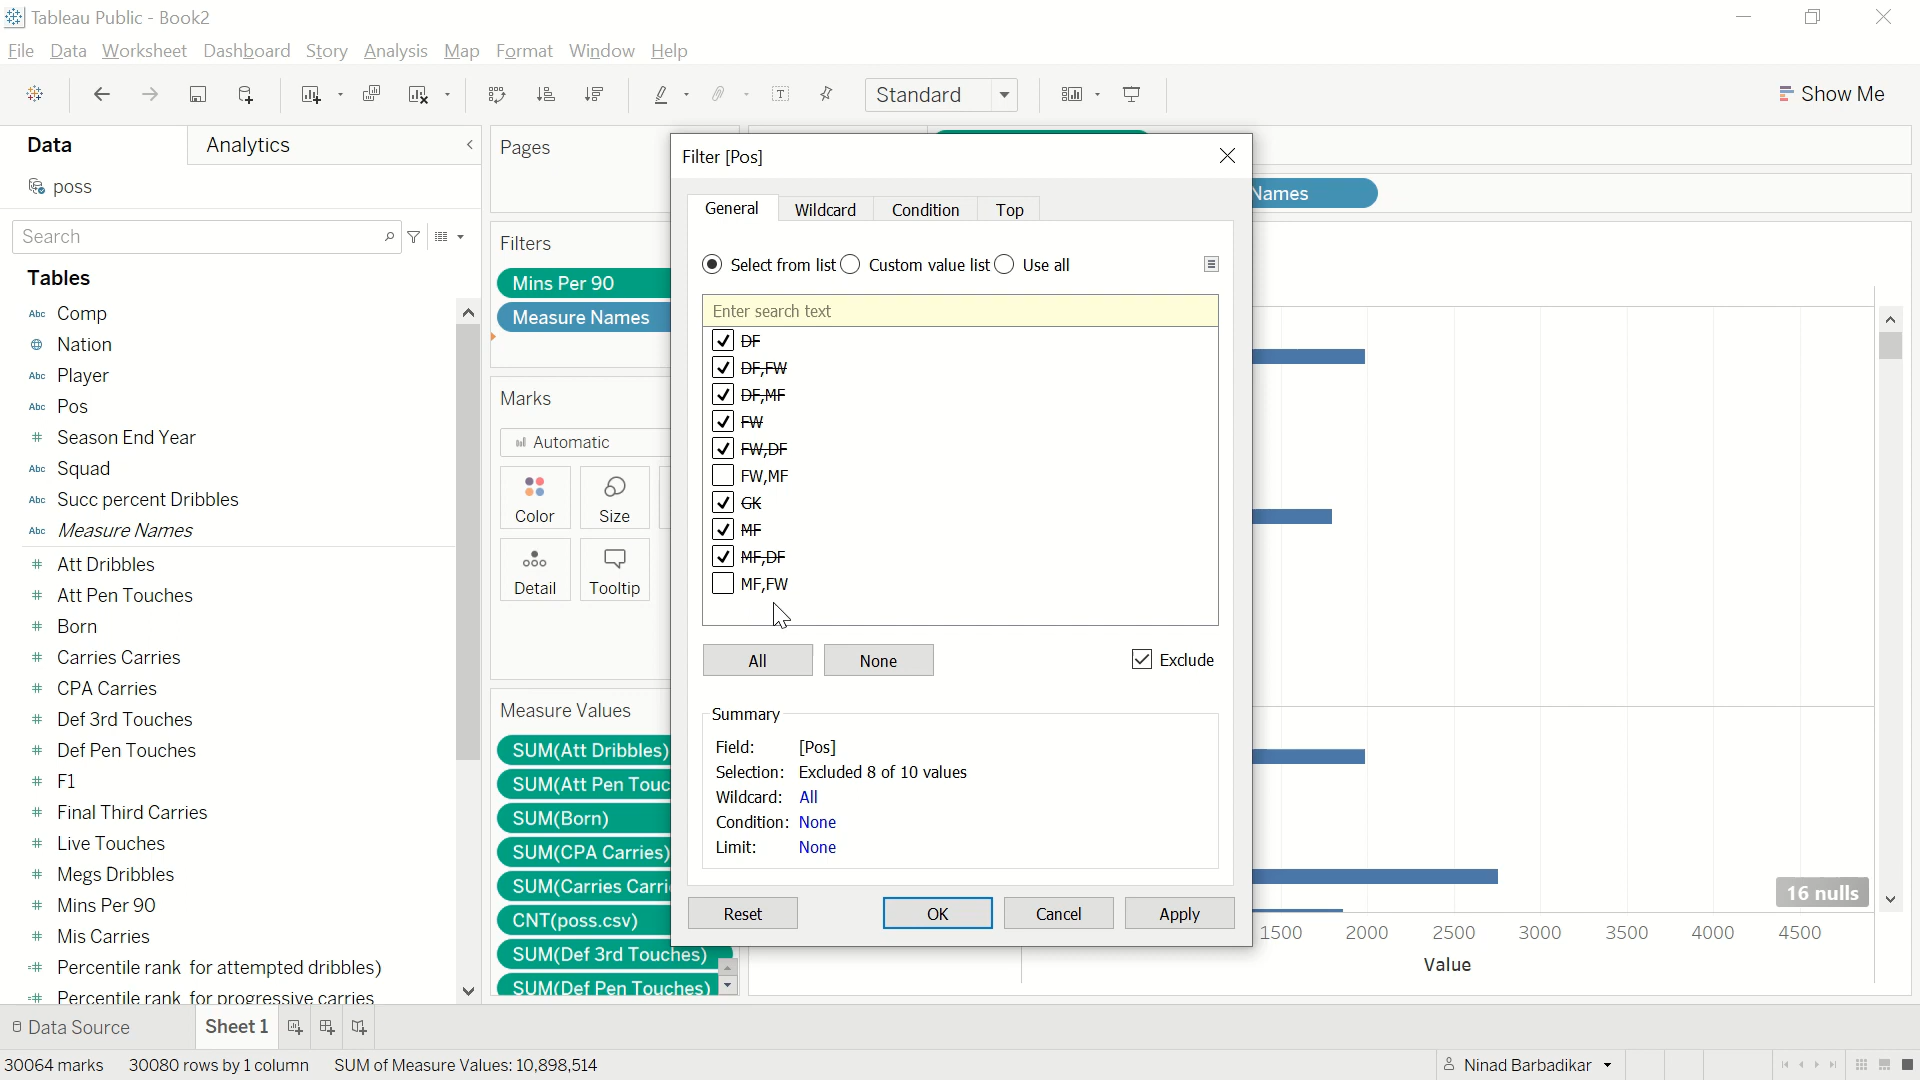 Tableau Public - Book2
File Data Worksheet Dashboard Story Analysis Map Format Window Help
Standard
Show Me
Data
Analytics
poss
Search
Tables
Abc Comp
Nation
Abc Player
Abc Pos
# Season End Year
Abc Squad
Abc Succ percent Dribbles
Abc Measure Names
# Att Dribbles
# Att Pen Touches
# Born
# Carries Carries
# CPA Carries
# Def 3rd Touches
# Def Pen Touches
# F1
# Final Third Carries
# Live Touches
# Megs Dribbles
# Mins Per 90
# Mis Carries
=# Percentile rank for attempted dribbles)
=# Percentile rank for progressive carries
Pages
Filters
Mins Per 90
Measure Names
Marks
Automatic
Color
Size
Detail
Tooltip
Measure Values
SUM(Att Dribbles)
SUM(Att Pen Touc
SUM(Born)
SUM(CPA Carries)
SUM(Carries Carri
CNT(poss.csv)
SUM(Def 3rd Touches)
SUM(Def Pen Touches)
Filter [Pos]
General
Wildcard
Condition
Top
Select from list
Custom value list
Use all
Enter search text
DF
DF,FW
DF,MF
FW
FW,DF
FW,MF
GK
MF
MF,DF
MF,FW
All
None
Exclude
Summary
Field: [Pos]
Selection: Excluded 8 of 10 values
Wildcard: All
Condition: None
Limit: None
Reset
OK
Cancel
Apply
Names
16 nulls
1500 2000 2500 3000 3500 4000 4500
Value
Data Source
Sheet 1
30064 marks 30080 rows by 1 column SUM of Measure Values: 10,898,514
Ninad Barbadikar